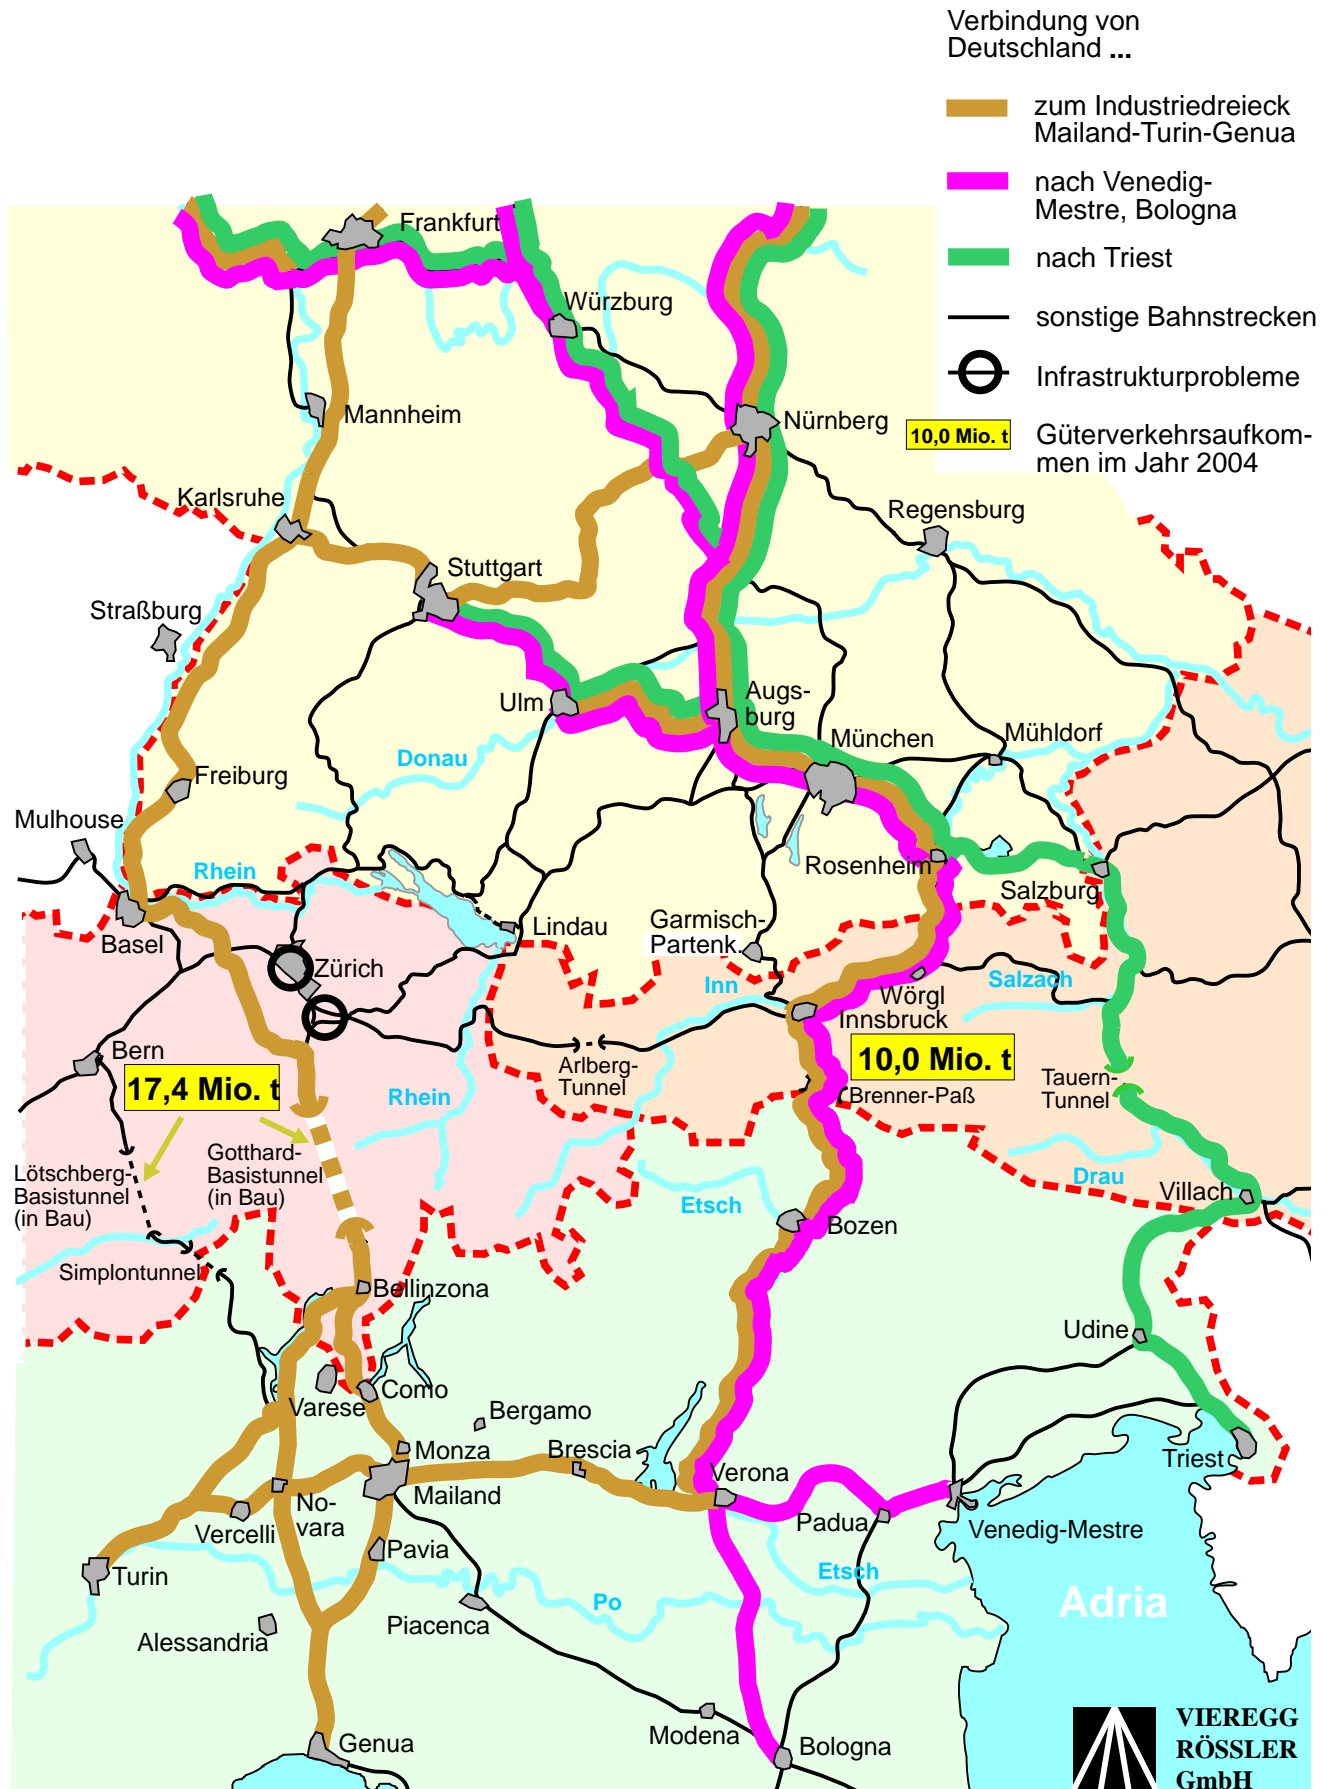 Verbindung von
Deutschland ...
zum Industriedreieck
Mailand-Turin-Genua
nach Venedig-
Mestre, Bologna
nach Triest
sonstige Bahnstrecken
Infrastrukturprobleme
10,0 Mio. t
Güterverkehrsaufkom-
men im Jahr 2004
Frankfurt
Würzburg
Mannheim
Nürnberg
Karlsruhe
Regensburg
Stuttgart
Straßburg
Ulm
Augs-
burg
Donau
München
Mühldorf
Freiburg
Mulhouse
Rhein
Rosenheim
Salzburg
Basel
Lindau
Garmisch-
Partenk.
Zürich
Inn
Salzach
Wörgl
Innsbruck
Bern
17,4 Mio. t
Rhein
Arlberg-
Tunnel
10,0 Mio. t
Brenner-Paß
Tauern-
Tunnel
Lötschberg-
Basistunnel
(in Bau)
Gotthard-
Basistunnel
(in Bau)
Etsch
Drau
Villach
Bozen
Simplontunnel
Bellinzona
Udine
Varese
Como
Bergamo
Monza
Brescia
Mailand
Verona
Triest
No-
vara
Vercelli
Padua
Venedig-Mestre
Pavia
Turin
Etsch
Po
Piacenca
Adria
Alessandria
Modena
Bologna
Genua
VIEREGG
RÖSSLER
GmbH